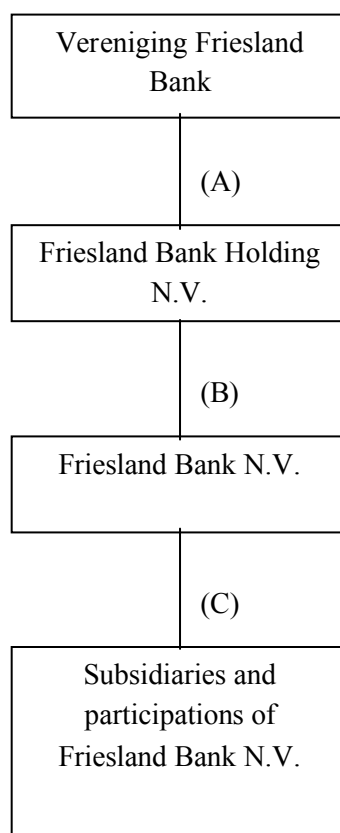 Vereniging Friesland
Bank
(A)
Friesland Bank Holding
N.V.
(B)
Friesland Bank N.V.
(C)
Subsidiaries and
participations of
Friesland Bank N.V.